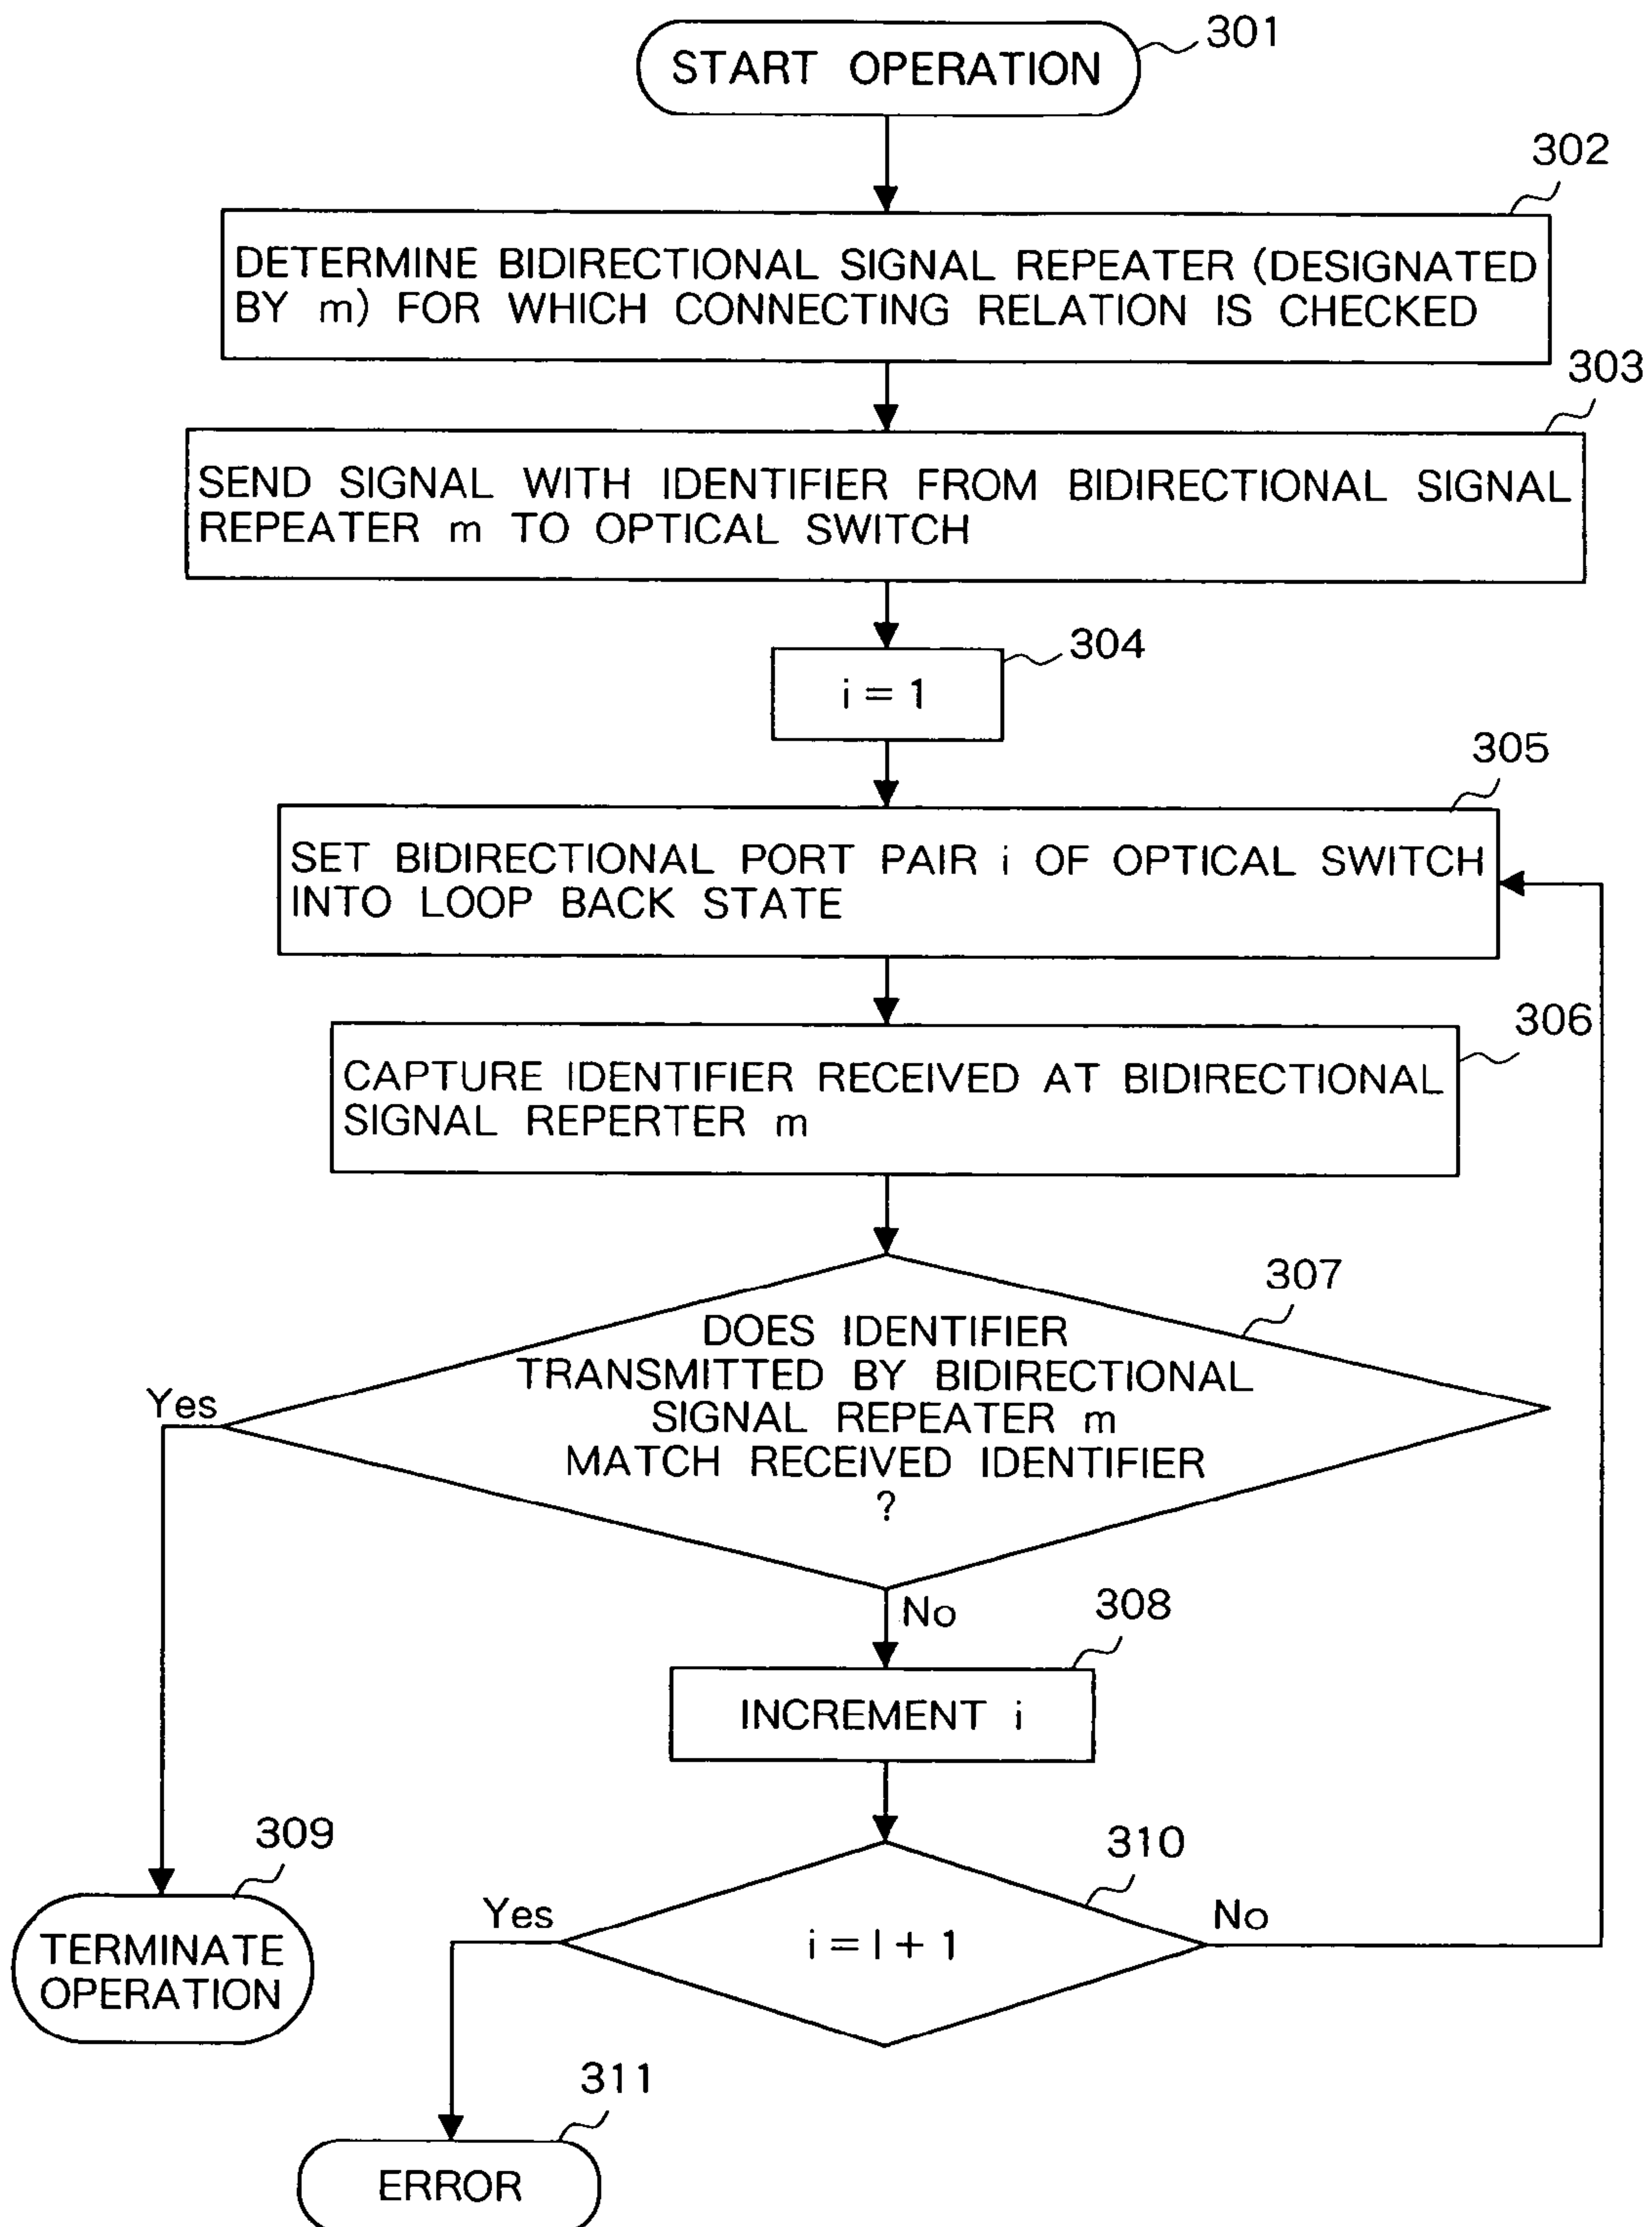 START OPERATION
301
302
DETERMINE BIDIRECTIONAL SIGNAL REPEATER (DESIGNATED
BY m) FOR WHICH CONNECTING RELATION IS CHECKED
303
SEND SIGNAL WITH IDENTIFIER FROM BIDIRECTIONAL SIGNAL
REPEATER m TO OPTICAL SWITCH
304
i = 1
305
SET BIDIRECTIONAL PORT PAIR i OF OPTICAL SWITCH
INTO LOOP BACK STATE
306
CAPTURE IDENTIFIER RECEIVED AT BIDIRECTIONAL
SIGNAL REPERTER m
307
DOES IDENTIFIER
TRANSMITTED BY BIDIRECTIONAL
SIGNAL REPEATER m
MATCH RECEIVED IDENTIFIER
?
Yes
No
308
INCREMENT i
309
TERMINATE
OPERATION
310
i = I + 1
Yes
No
311
ERROR